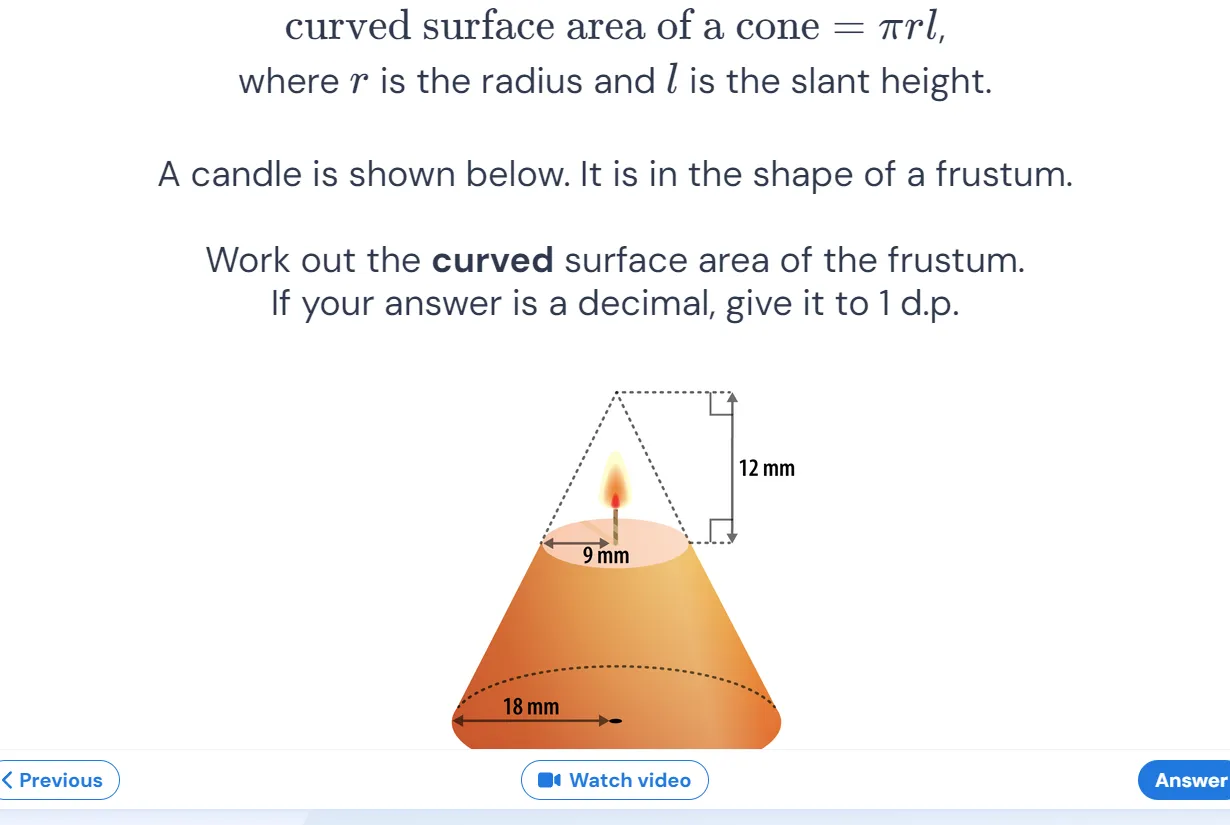 curved surface area of a cone = πrl,
where r is the radius and l is the slant height.
A candle is shown below. It is in the shape of a frustum.
Work out the curved surface area of the frustum.
If your answer is a decimal, give it to 1 d.p.
12 mm
9 mm
18 mm
Previous
Watch video
Answer